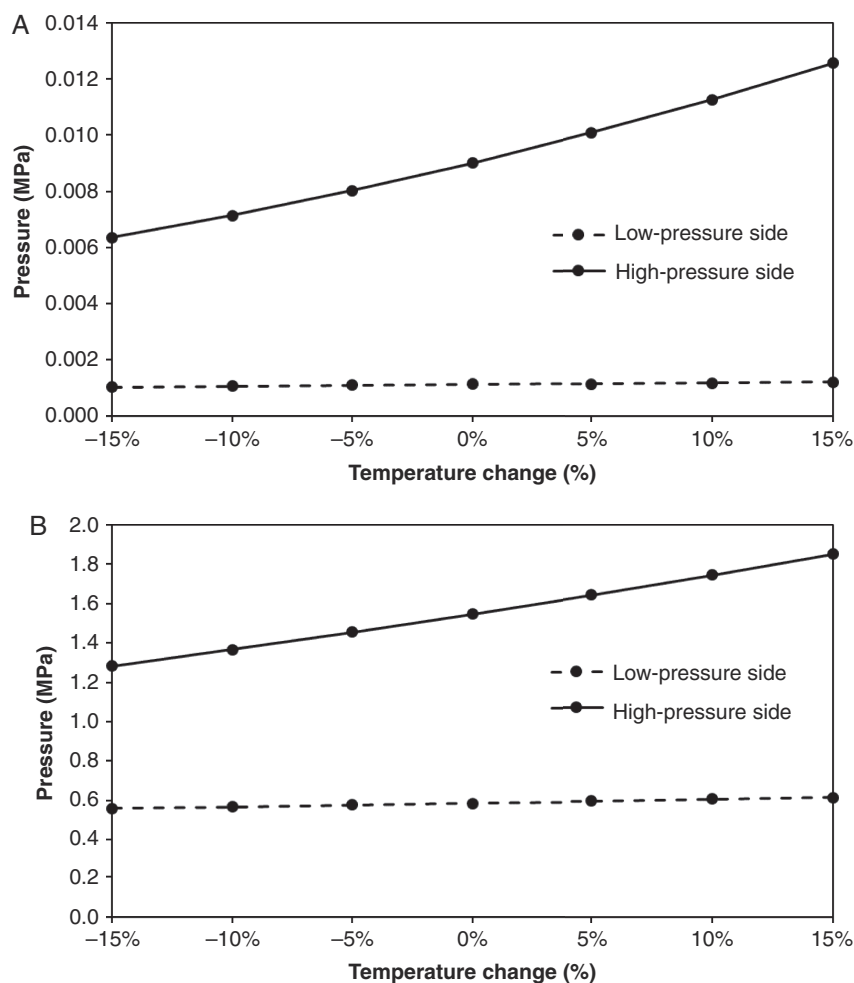 A
0.014
0.012
0.010
0.008
0.006
0.004
0.002
0.000
Pressure (MPa)
Low-pressure side
High-pressure side
–15% –10% –5% 0% 5% 10% 15%
Temperature change (%)
B
2.0
1.8
1.6
1.4
1.2
1.0
0.8
0.6
0.4
0.2
0.0
Pressure (MPa)
Low-pressure side
High-pressure side
–15% –10% –5% 0% 5% 10% 15%
Temperature change (%)